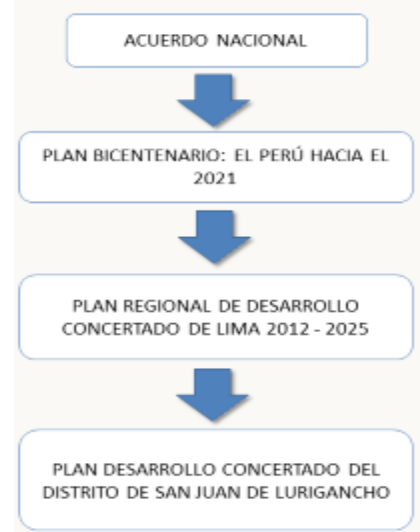 ACUERDO NACIONAL
PLAN BICENTENARIO: EL PERÚ HACIA EL
2021
PLAN REGIONAL DE DESARROLLO
CONCERTADO DE LIMA 2012 - 2025
PLAN DESARROLLO CONCERTADO DEL
DISTRITO DE SAN JUAN DE LURIGANCHO